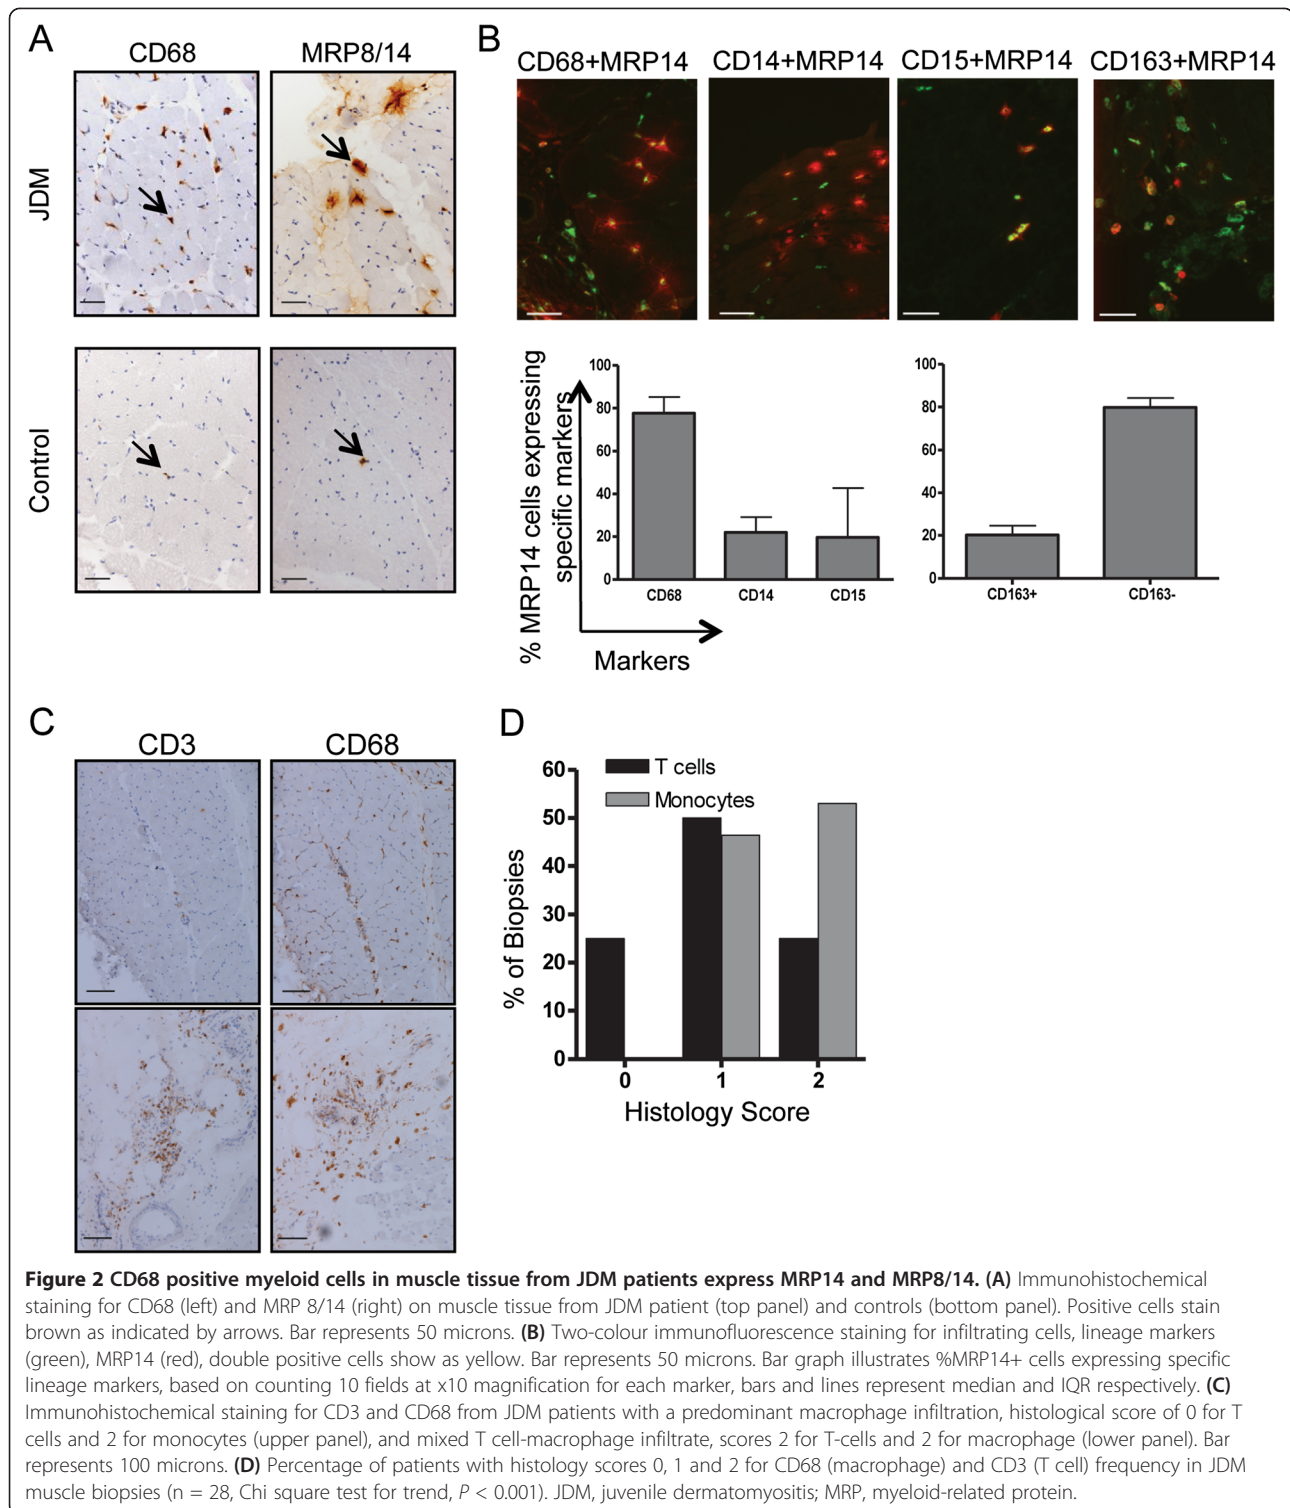 A
CD68
MRP8/14
JDM
Control
B
CD68+MRP14
CD14+MRP14
CD15+MRP14
CD163+MRP14
% MRP14 cells expressing
specific markers
100
80
60
40
20
0
CD68
CD14
CD15
Markers
100
80
60
40
20
0
CD163+
CD163-
C
CD3
CD68
D
% of Biopsies
60
50
40
30
20
10
0
T cells
Monocytes
0
1
2
Histology Score
Figure 2 CD68 positive myeloid cells in muscle tissue from JDM patients express MRP14 and MRP8/14. (A) Immunohistochemical
staining for CD68 (left) and MRP 8/14 (right) on muscle tissue from JDM patient (top panel) and controls (bottom panel). Positive cells stain
brown as indicated by arrows. Bar represents 50 microns. (B) Two-colour immunofluorescence staining for infiltrating cells, lineage markers
(green), MRP14 (red), double positive cells show as yellow. Bar represents 50 microns. Bar graph illustrates %MRP14+ cells expressing specific
lineage markers, based on counting 10 fields at x10 magnification for each marker, bars and lines represent median and IQR respectively. (C)
Immunohistochemical staining for CD3 and CD68 from JDM patients with a predominant macrophage infiltration, histological score of 0 for T
cells and 2 for monocytes (upper panel), and mixed T cell-macrophage infiltrate, scores 2 for T-cells and 2 for macrophage (lower panel). Bar
represents 100 microns. (D) Percentage of patients with histology scores 0, 1 and 2 for CD68 (macrophage) and CD3 (T cell) frequency in JDM
muscle biopsies (n = 28, Chi square test for trend, P < 0.001). JDM, juvenile dermatomyositis; MRP, myeloid-related protein.